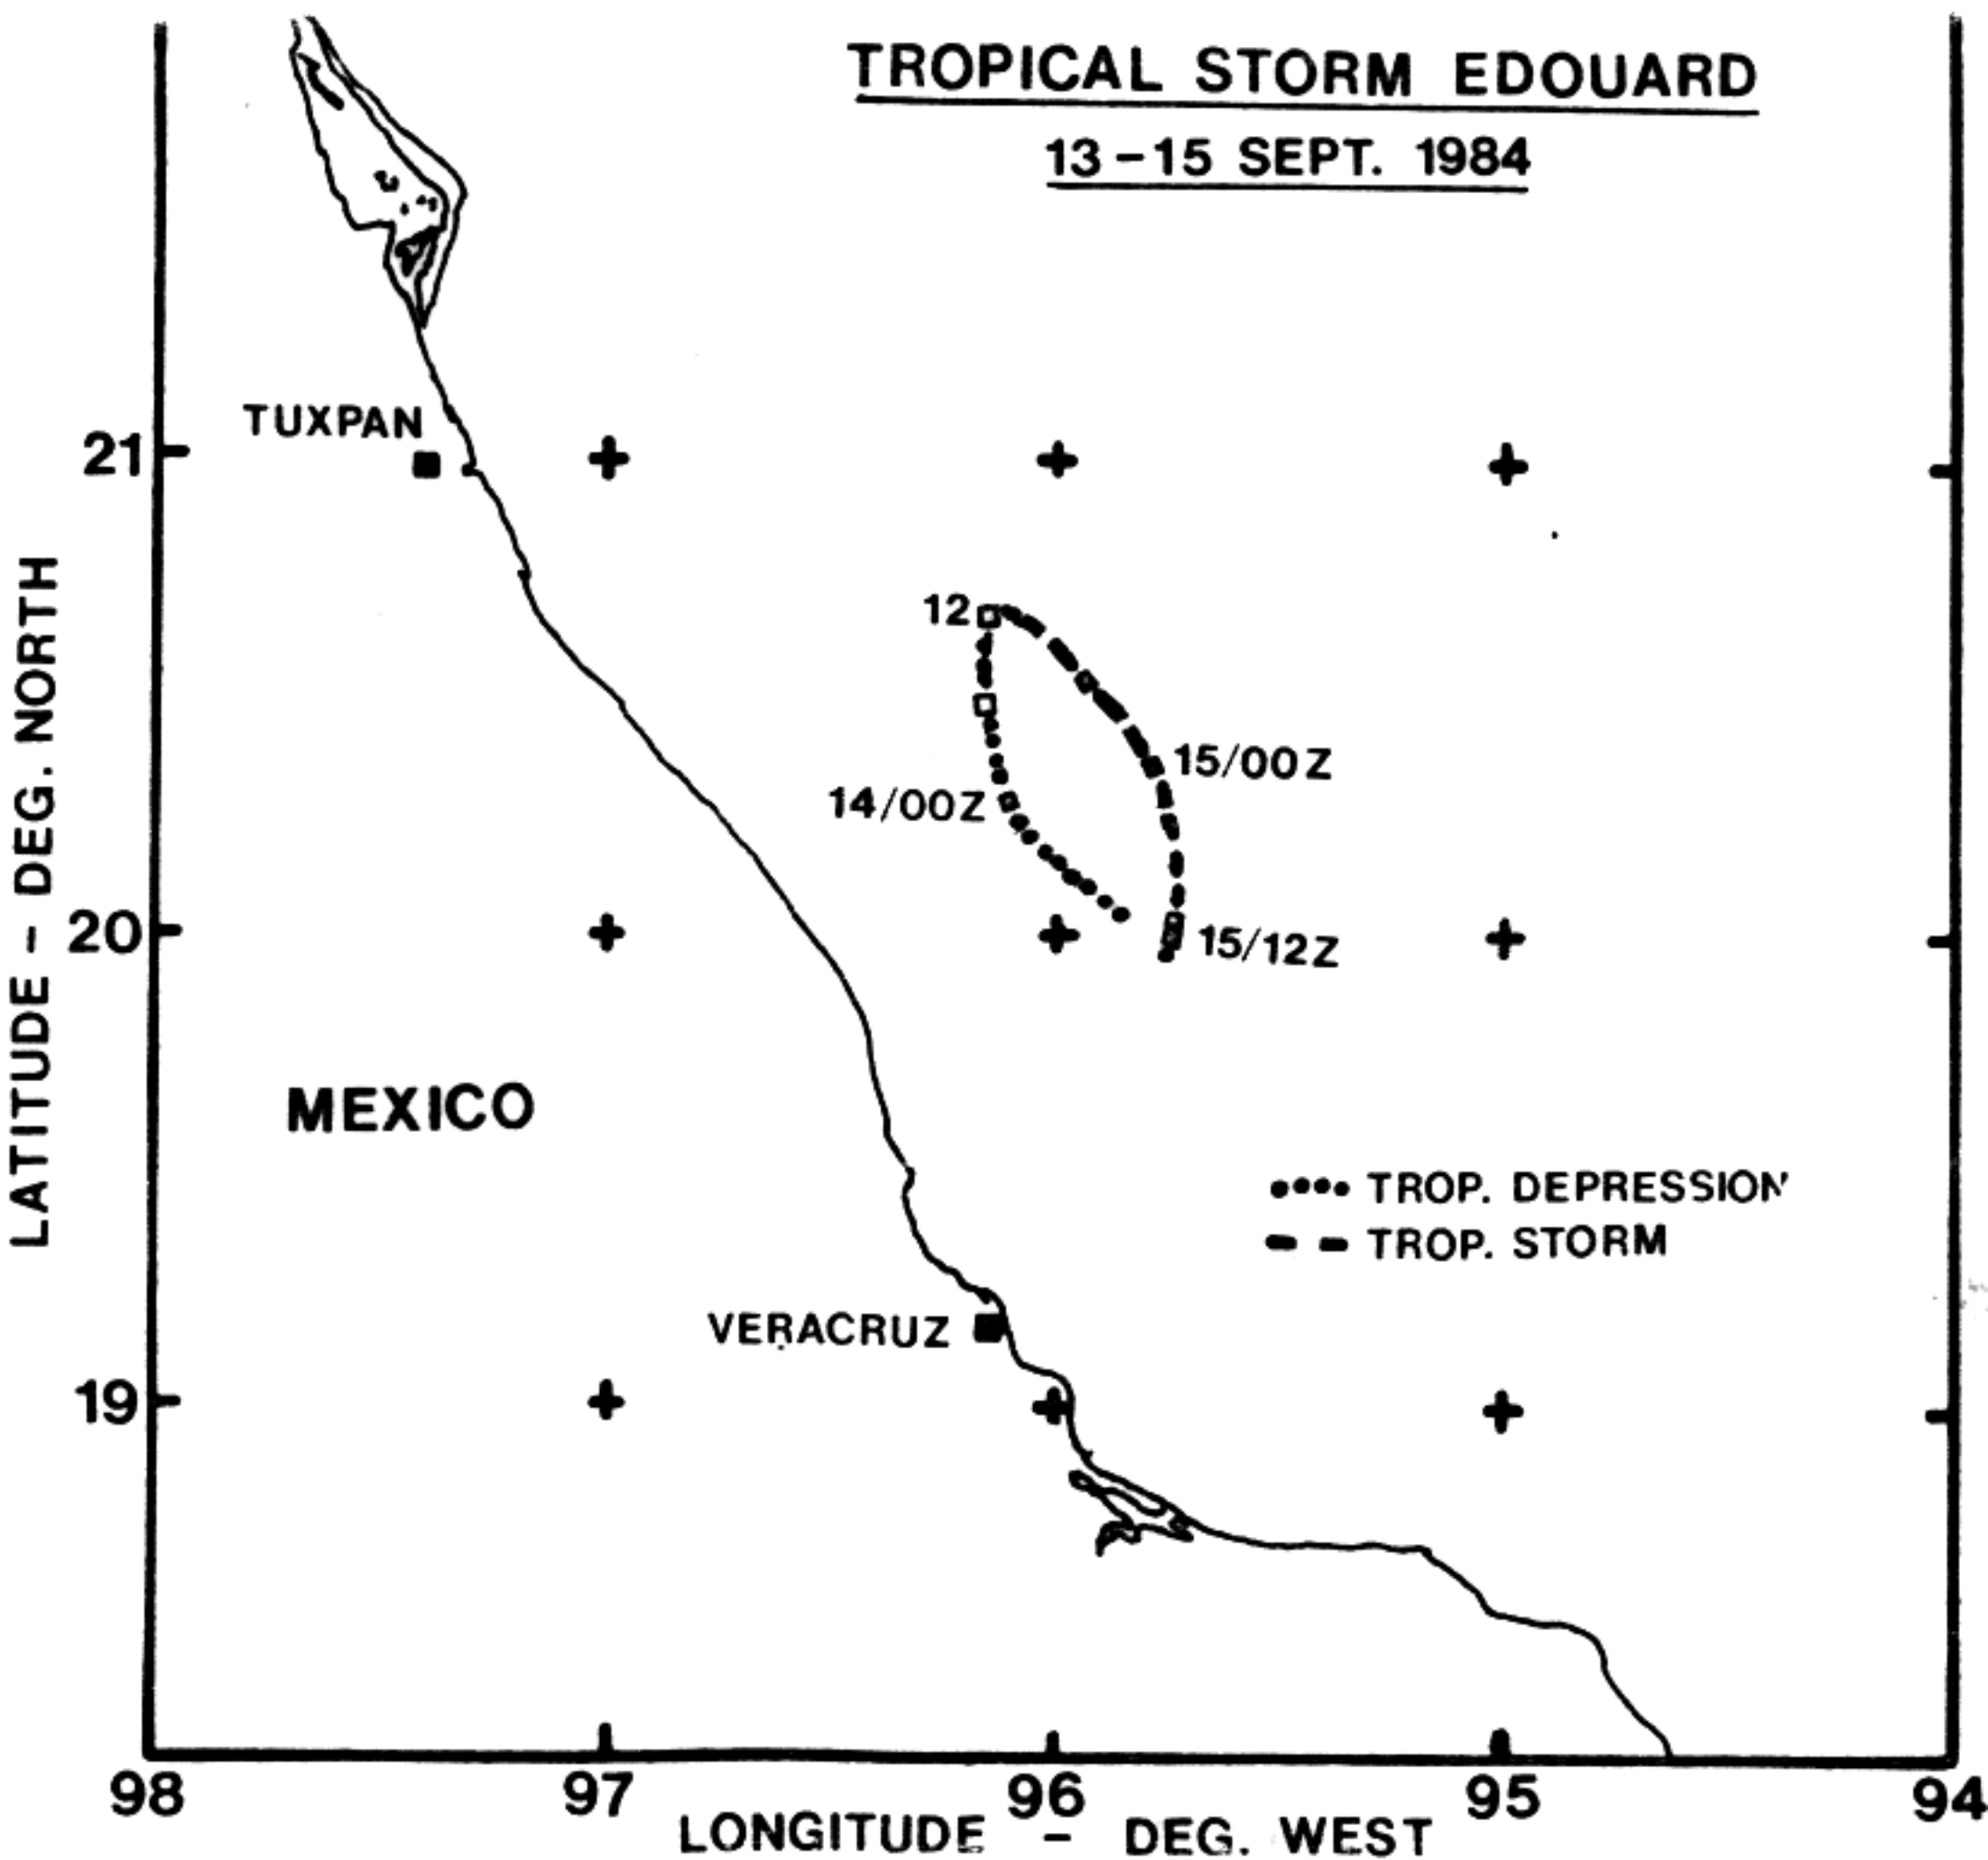 TROPICAL STORM EDOUARD
13-15 SEPT. 1984
TUXPAN
21
12
15/00Z
14/00Z
20
15/12Z
LATITUDE - DEG. NORTH
MEXICO
TROP. DEPRESSION
TROP. STORM
VERACRUZ
19
98 97 96 95 94
LONGITUDE - DEG. WEST